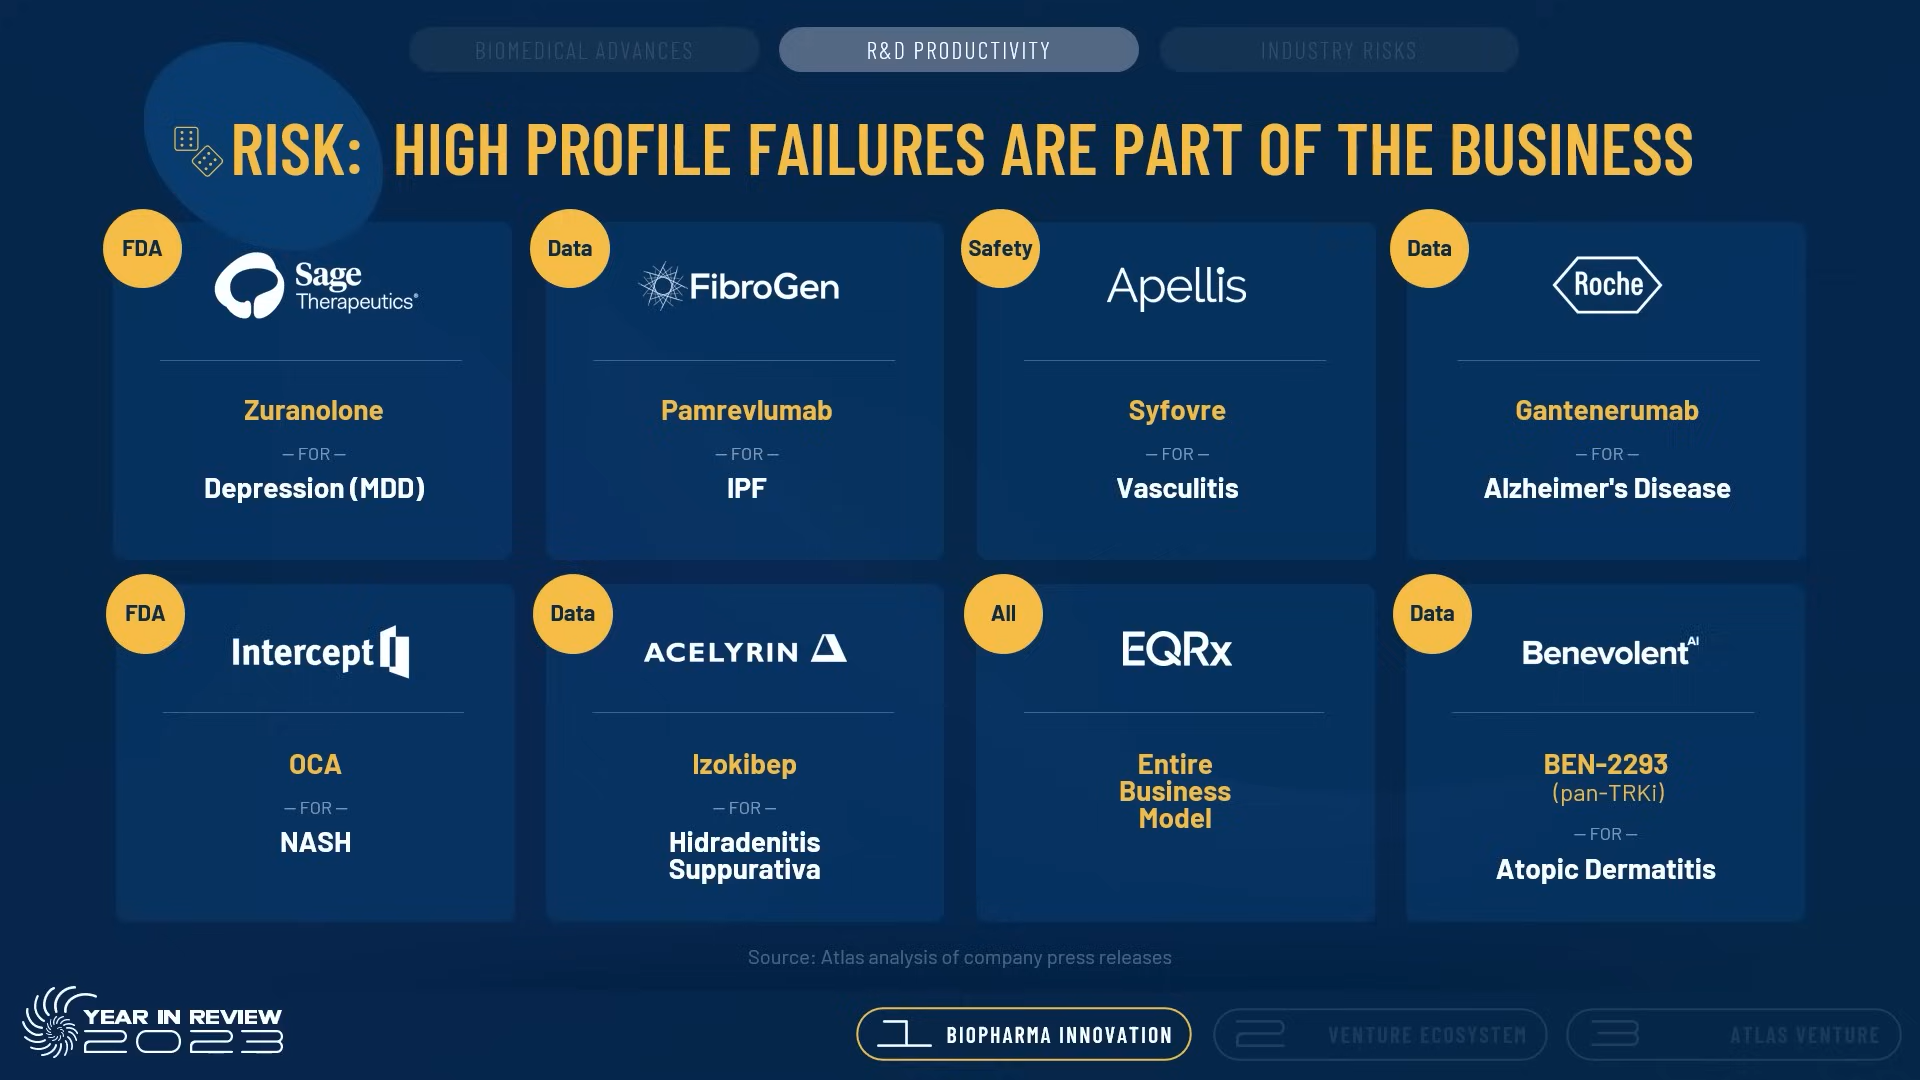 BIOMEDICAL ADVANCES
R&D PRODUCTIVITY
INDUSTRY RISKS
RISK: HIGH PROFILE FAILURES ARE PART OF THE BUSINESS
FDA
Sage
Therapeutics®
Zuranolone
— FOR —
Depression (MDD)
Data
FibroGen
Pamrevlumab
— FOR —
IPF
Safety
Apellis
Syfovre
— FOR —
Vasculitis
Data
Roche
Gantenerumab
— FOR —
Alzheimer's Disease
FDA
Intercept
OCA
— FOR —
NASH
Data
ACELYRIN
Izokibep
— FOR —
Hidradenitis
Suppurativa
All
EQRx
Entire
Business
Model
Data
BenevolentAI
BEN-2293
(pan-TRKi)
— FOR —
Atopic Dermatitis
Source: Atlas analysis of company press releases
YEAR IN REVIEW
2023
1 BIOPHARMA INNOVATION
2 VENTURE ECOSYSTEM
3 ATLAS VENTURE